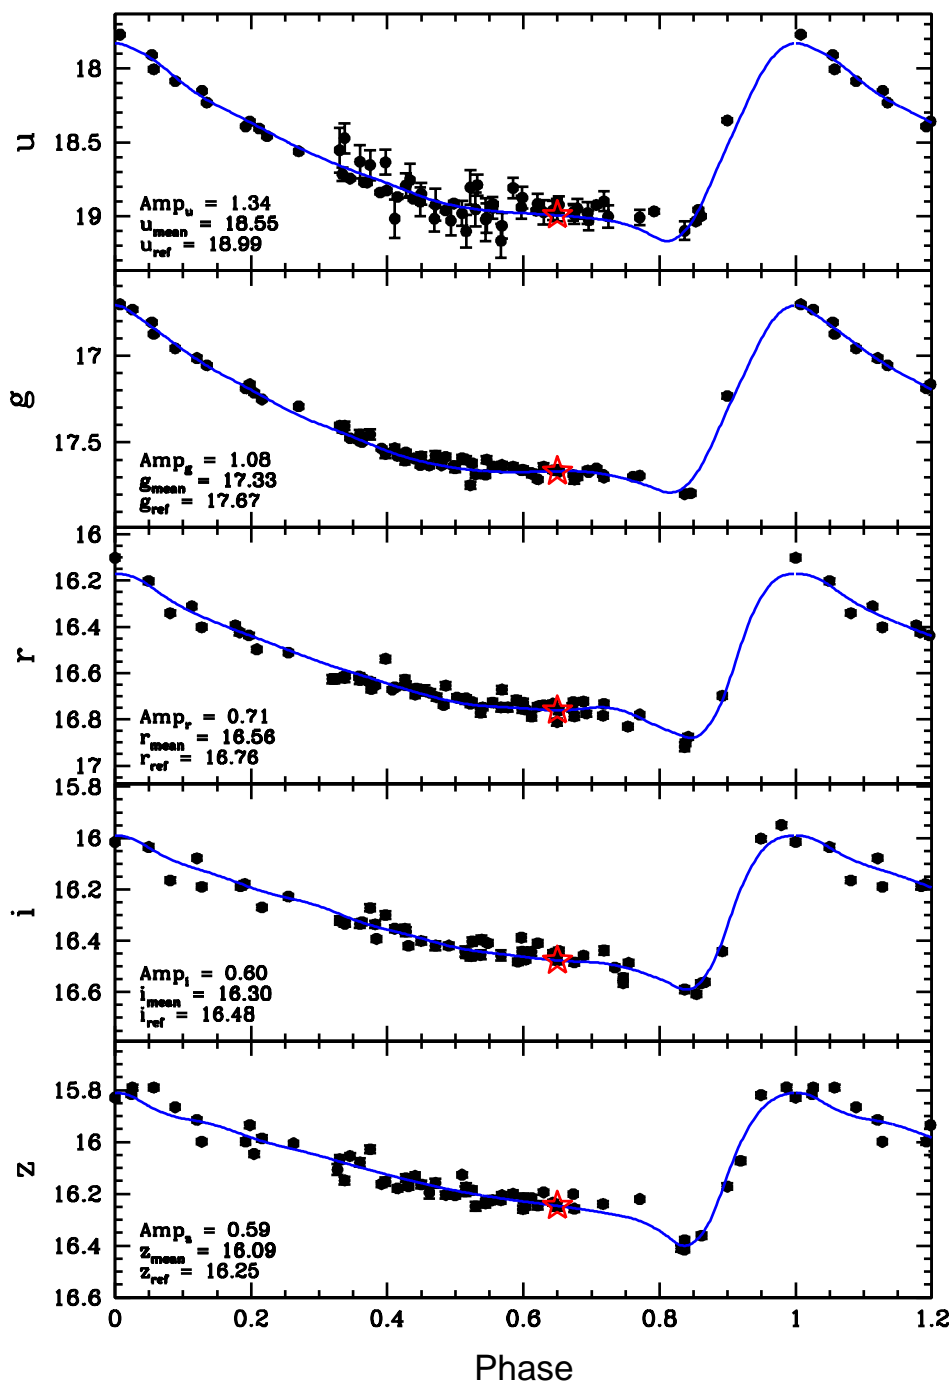 18
18.5
19
u
Amp_u = 1.34
u_mean = 18.55
u_ref = 18.99
17
17.5
g
Amp_g = 1.08
g_mean = 17.33
g_ref = 17.67
16
16.2
16.4
16.6
16.8
17
r
Amp_r = 0.71
r_mean = 16.56
r_ref = 16.76
15.8
16
16.2
16.4
16.6
i
Amp_i = 0.60
i_mean = 16.30
i_ref = 16.48
15.8
16
16.2
16.4
16.6
z
Amp_z = 0.59
z_mean = 16.09
z_ref = 16.25
0 0.2 0.4 0.6 0.8 1 1.2
Phase